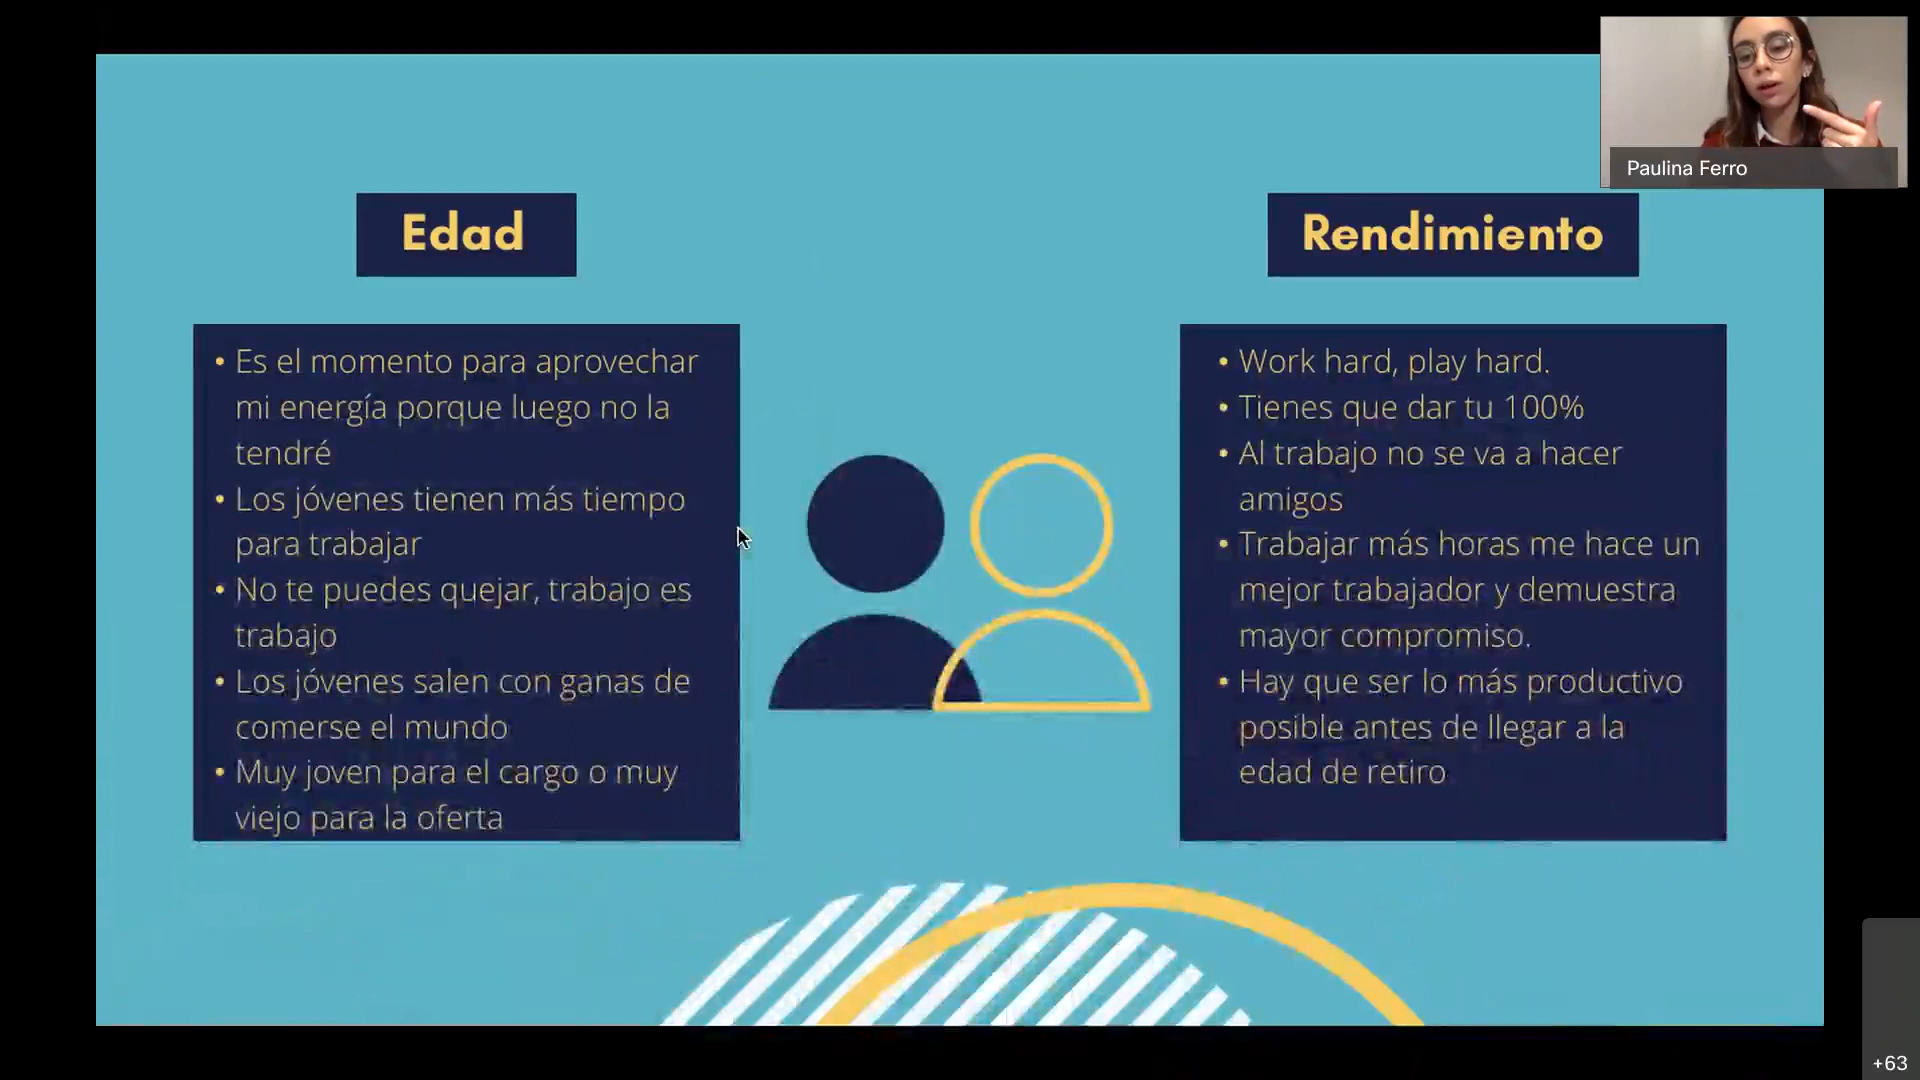 Paulina Ferro
Edad
• Es el momento para aprovechar
mi energía porque luego no la
tendré
• Los jóvenes tienen más tiempo
para trabajar
• No te puedes quejar, trabajo es
trabajo
• Los jóvenes salen con ganas de
comerse el mundo
• Muy joven para el cargo o muy
viejo para la oferta
Rendimiento
• Work hard, play hard.
• Tienes que dar tu 100%
• Al trabajo no se va a hacer
amigos
• Trabajar más horas me hace un
mejor trabajador y demuestra
mayor compromiso.
• Hay que ser lo más productivo
posible antes de llegar a la
edad de retiro
+63